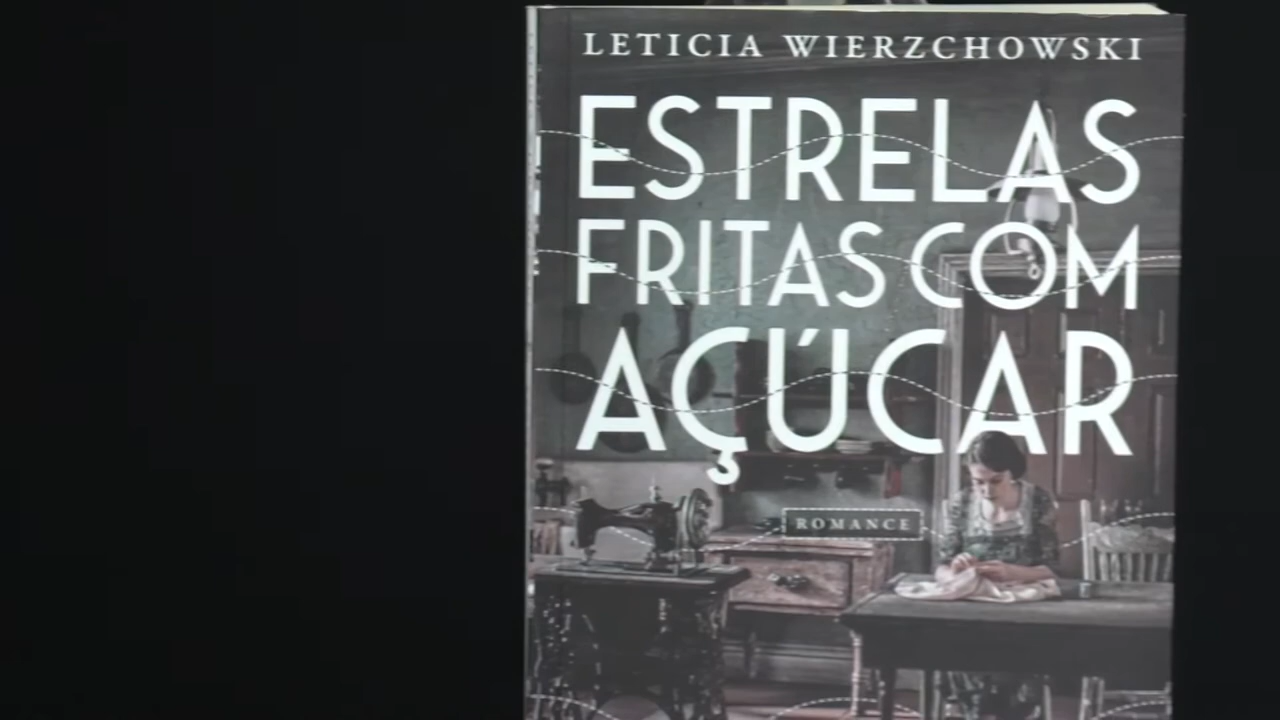 LETICIA WIERZCHOWSKI
ESTRELAS
FRITAS COM
AÇÚCAR
ROMANCE